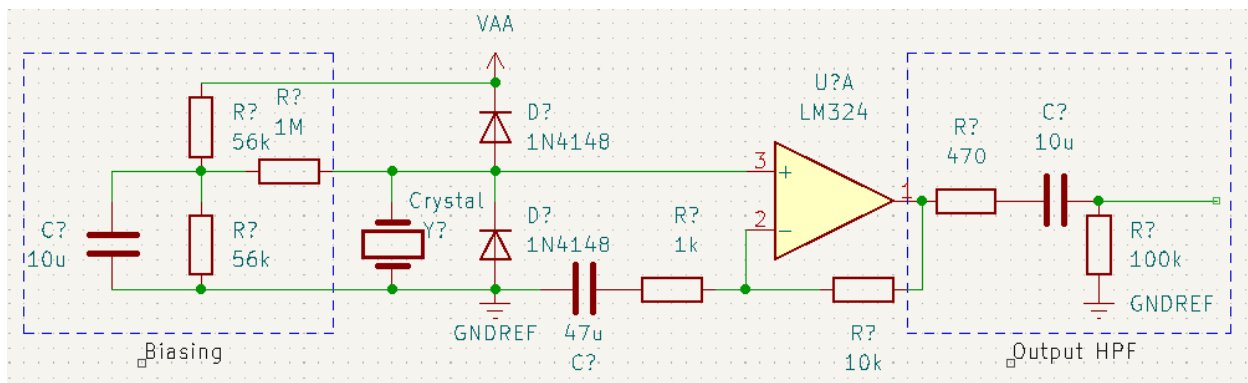 VAA
U?A
LM324
R?
56k
R?
1M
D?
1N4148
3
+
1
R?
470
C?
10u
Crystal
Y?
C?
10u
R?
56k
D?
1N4148
R?
1k
2
−
R?
100k
GNDREF
47u
C?
R?
10k
GNDREF
Biasing
Output HPF